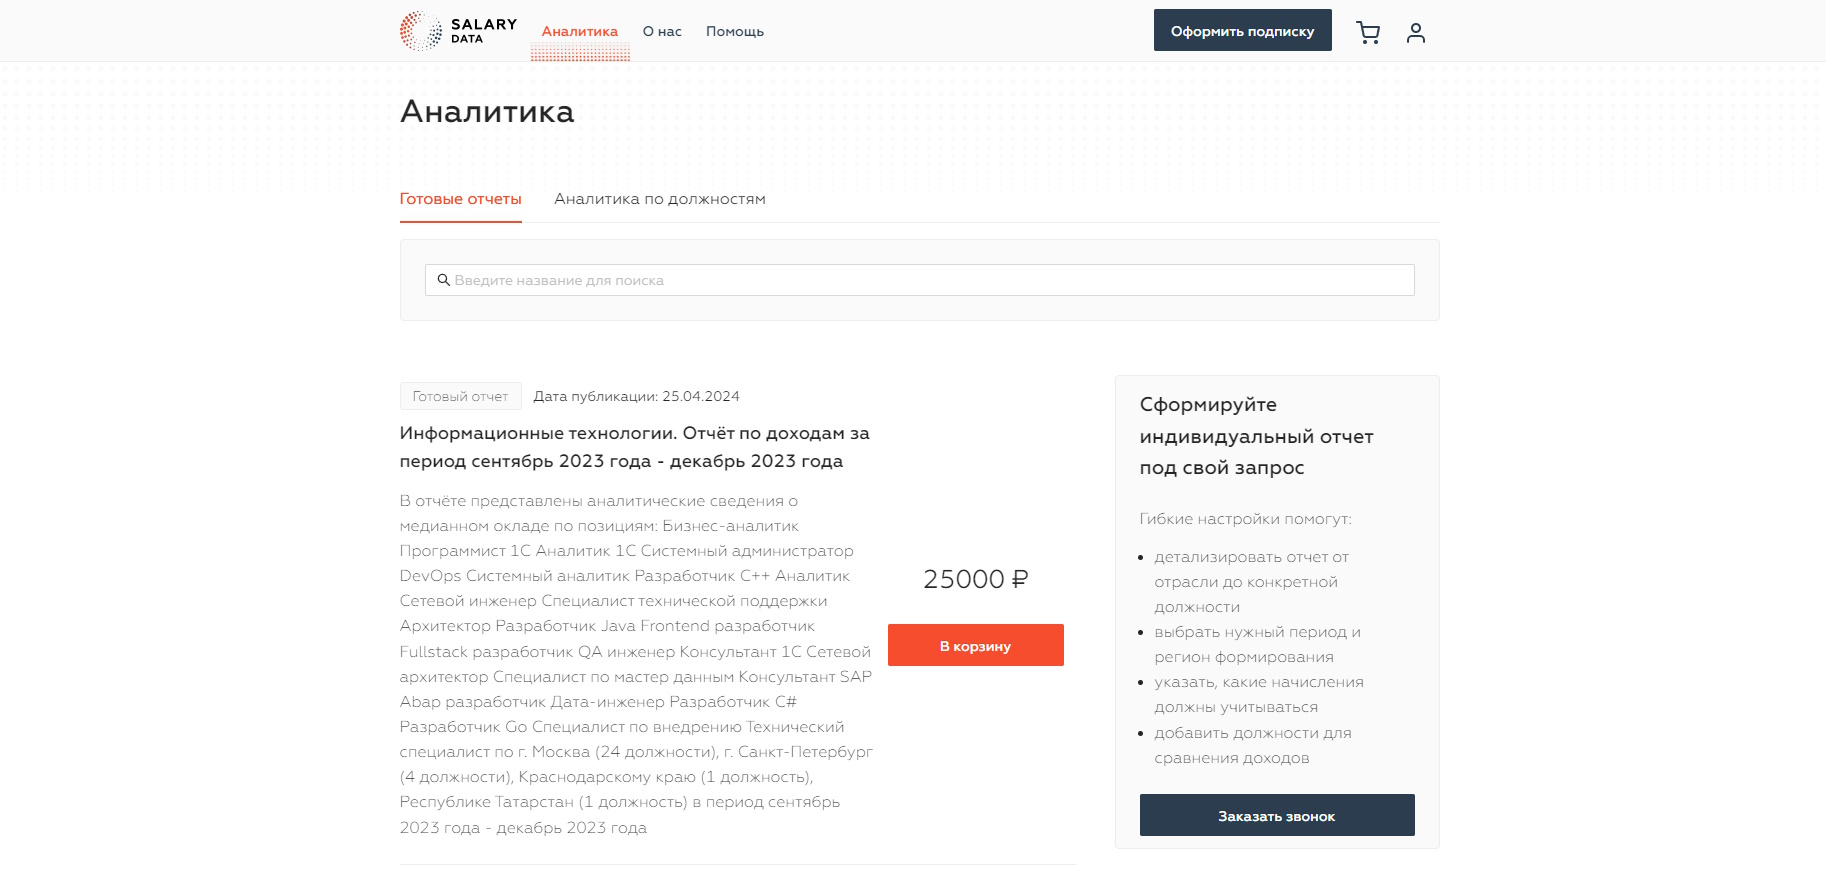 SALARY
DATA
Аналитика
О нас
Помощь
Оформить подписку
Аналитика
Готовые отчеты
Аналитика по должностям
Введите название для поиска
Готовый отчет
Дата публикации: 25.04.2024
Информационные технологии. Отчёт по доходам за
период сентябрь 2023 года - декабрь 2023 года
В отчёте представлены аналитические сведения о
медианном окладе по позициям: Бизнес-аналитик
Программист 1С Аналитик 1С Системный администратор
DevOps Системный аналитик Разработчик C++ Аналитик
Сетевой инженер Специалист технической поддержки
Архитектор Разработчик Java Frontend разработчик
Fullstack разработчик QA инженер Консультант 1С Сетевой
архитектор Специалист по мастер данным Консультант SAP
Abap разработчик Дата-инженер Разработчик C#
Разработчик Go Специалист по внедрению Технический
специалист по г. Москва (24 должности), г. Санкт-Петербург
(4 должности), Краснодарскому краю (1 должность),
Республике Татарстан (1 должность) в период сентябрь
2023 года - декабрь 2023 года
25000 ₽
В корзину
Сформируйте
индивидуальный отчет
под свой запрос
Гибкие настройки помогут:
детализировать отчет от
отрасли до конкретной
должности
выбрать нужный период и
регион формирования
указать, какие начисления
должны учитываться
добавить должности для
сравнения доходов
Заказать звонок